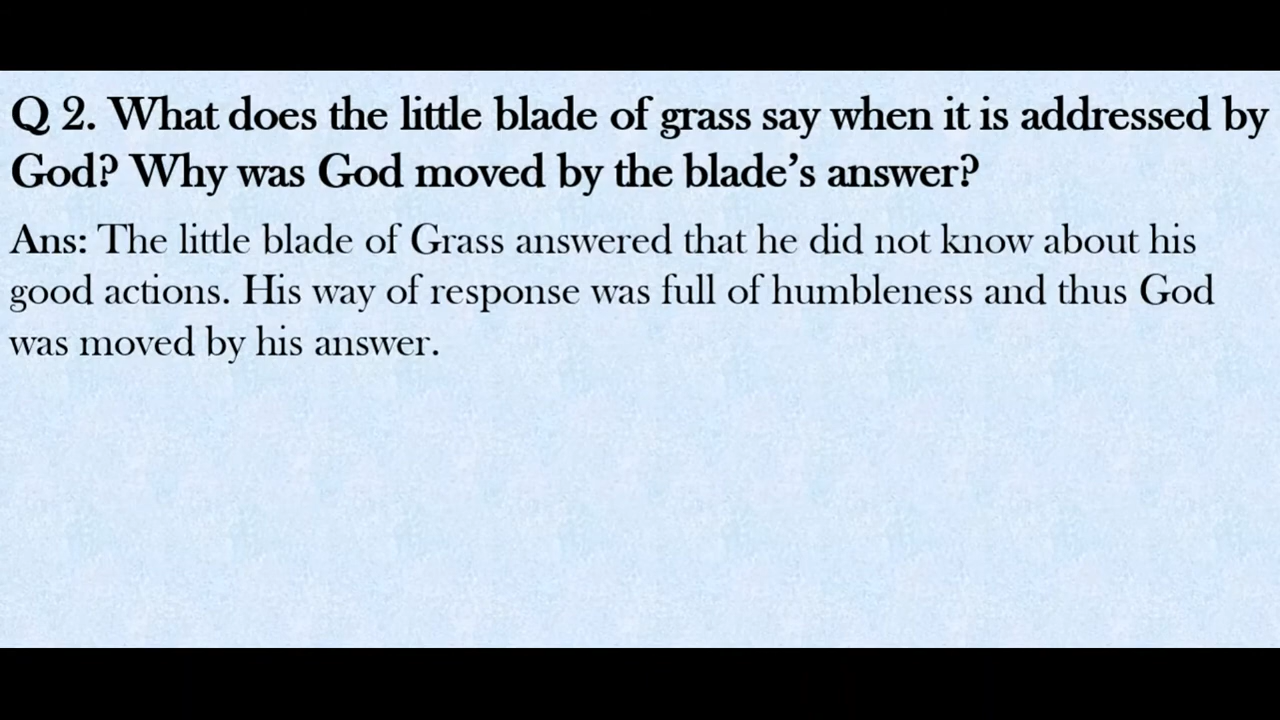 Q 2. What does the little blade of grass say when it is addressed by
God? Why was God moved by the blade’s answer?
Ans: The little blade of Grass answered that he did not know about his
good actions. His way of response was full of humbleness and thus God
was moved by his answer.